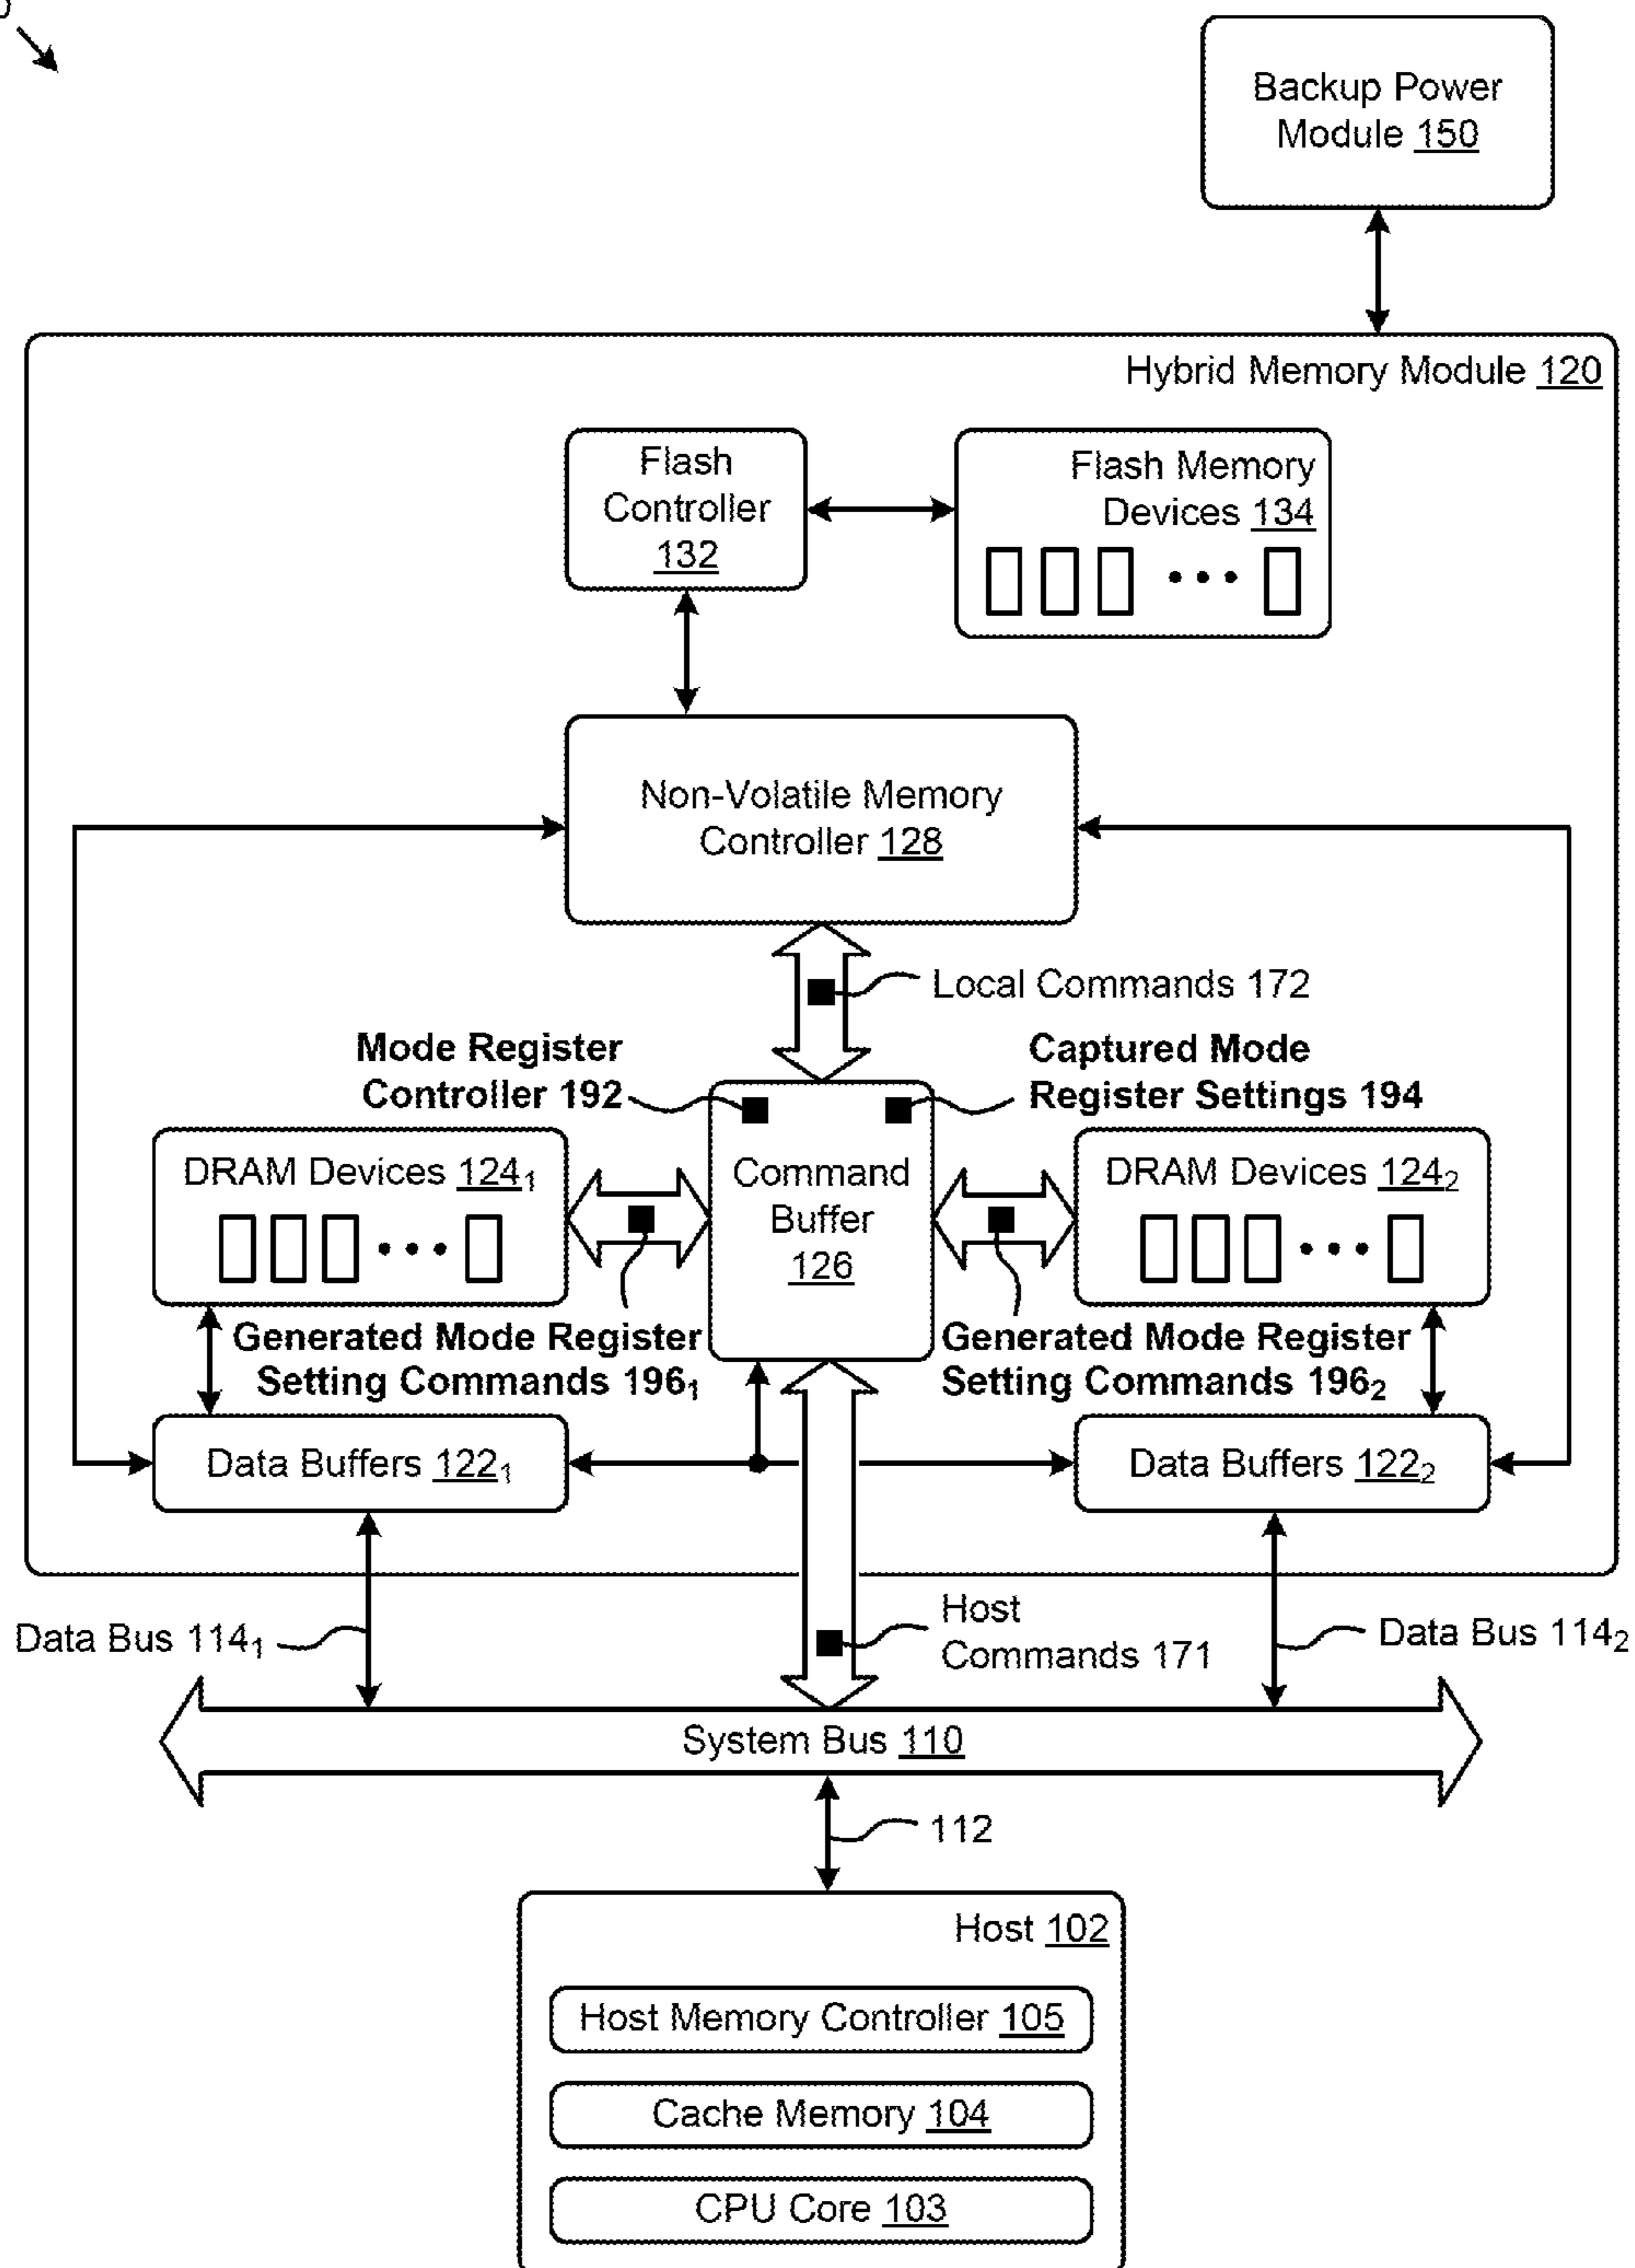 Backup Power
Module 150
Hybrid Memory Module 120
Flash
Controller
132
Flash Memory
Devices 134
Non-Volatile Memory
Controller 128
Local Commands 172
Mode Register
Controller 192
Captured Mode
Register Settings 194
DRAM Devices 124₁
Command
Buffer
126
DRAM Devices 124₂
Generated Mode Register
Setting Commands 196₁
Generated Mode Register
Setting Commands 196₂
Data Buffers 122₁
Data Buffers 122₂
Data Bus 114₁
Host
Commands 171
Data Bus 114₂
System Bus 110
112
Host 102
Host Memory Controller 105
Cache Memory 104
CPU Core 103